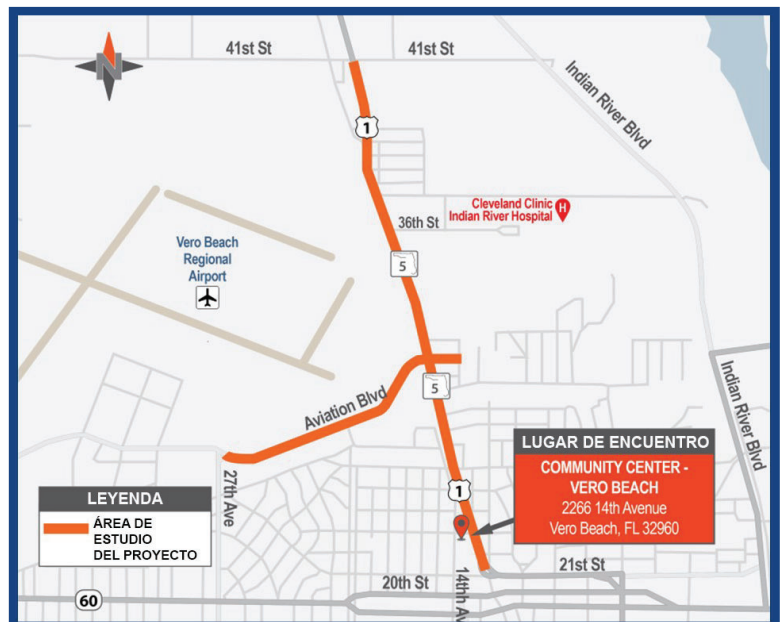 41st St
41st St
N
Indian River Blvd
1
Cleveland Clinic
Indian River Hospital
H
36th St
Vero Beach
Regional
Airport
5
5
Aviation Blvd
Indian River Blvd
27th Ave
LUGAR DE ENCUENTRO
COMMUNITY CENTER -
VERO BEACH
2266 14th Avenue
Vero Beach, FL 32960
1
LEYENDA
ÁREA DE
ESTUDIO
DEL PROYECTO
21st St
20th St
14thh Av
60